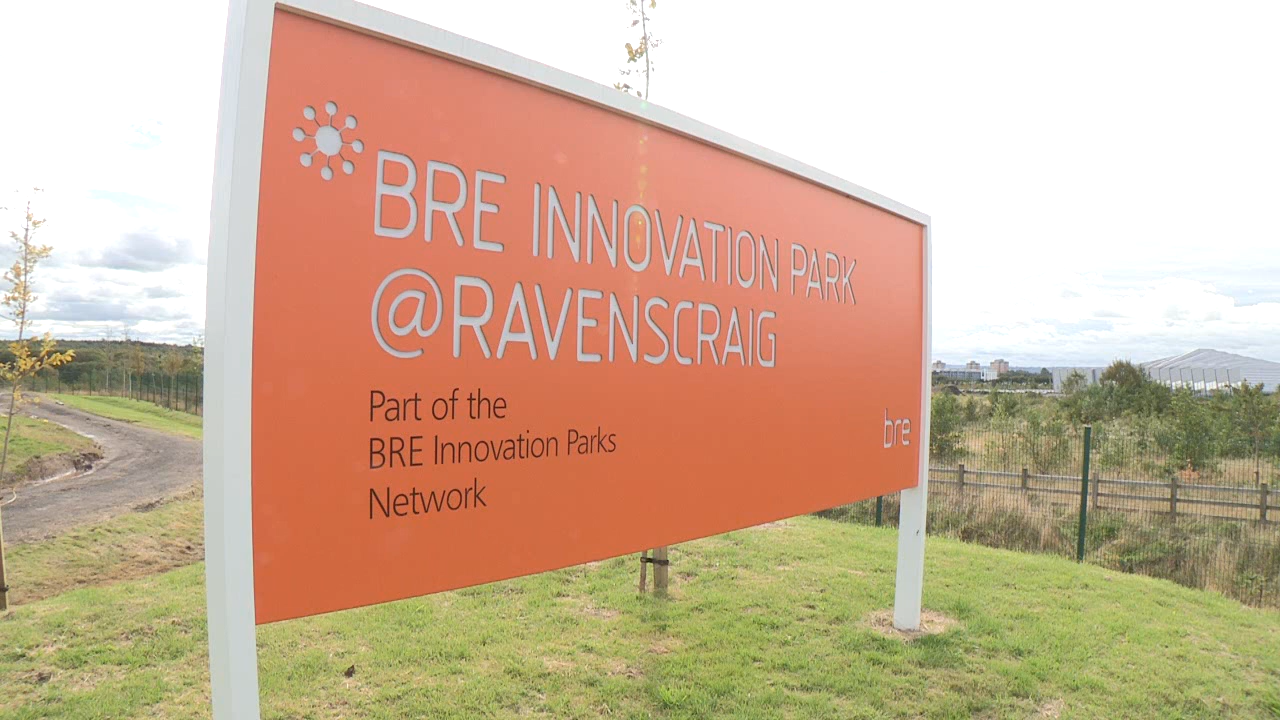 BRE INNOVATION PARK
@RAVENSCRAIG
Part of the
BRE Innovation Parks
Network
bre